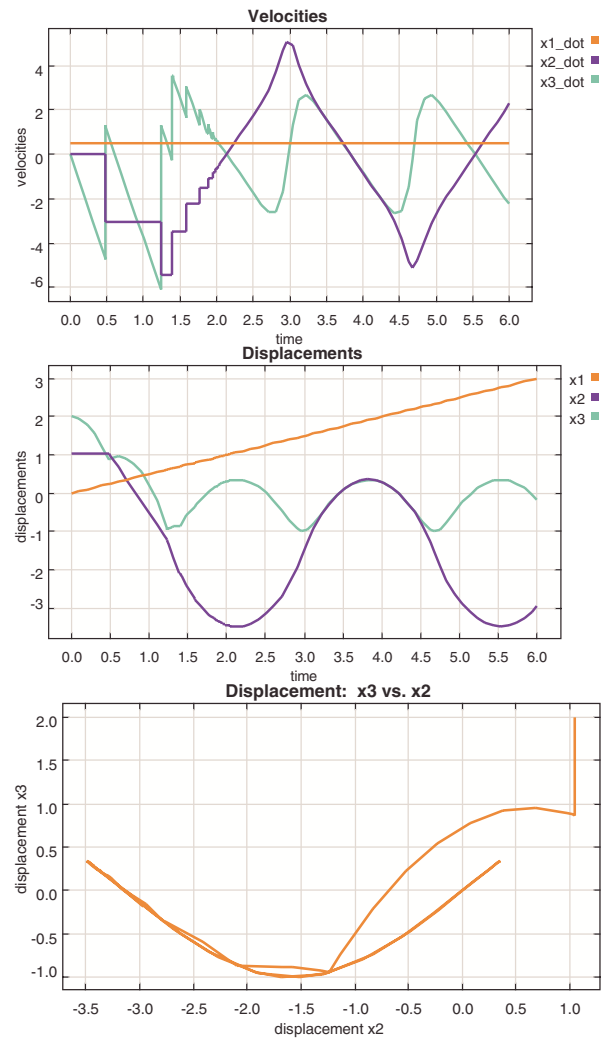 Velocities
x1_dot
x2_dot
x3_dot
4
2
0
-2
-4
-6
velocities
0.0 0.5 1.0 1.5 2.0 2.5 3.0 3.5 4.0 4.5 5.0 5.5 6.0
time
Displacements
x1
x2
x3
3
2
1
0
-1
-2
-3
displacements
0.0 0.5 1.0 1.5 2.0 2.5 3.0 3.5 4.0 4.5 5.0 5.5 6.0
time
Displacement: x3 vs. x2
2.0
1.5
1.0
0.5
0.0
-0.5
-1.0
displacement x3
-3.5 -3.0 -2.5 -2.0 -1.5 -1.0 -0.5 0.0 0.5 1.0
displacement x2